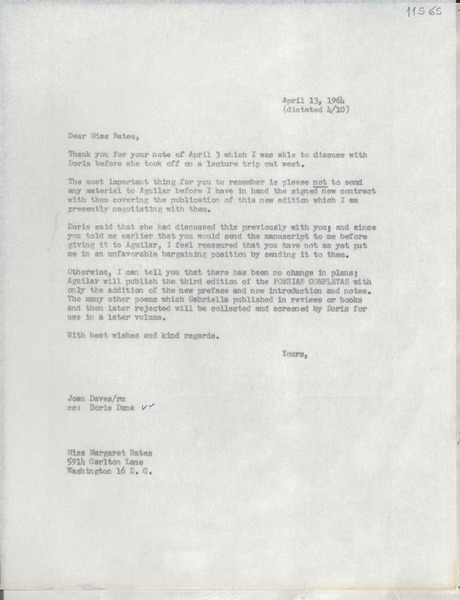 11565
April 13, 1964
(dictated 4/10)
Dear Miss Bates,
Thank you for your note of April 3 which I was able to discuss with
Doris before she took off on a lecture trip out west.
The most important thing for you to remember is please not to send
any material to Aguilar before I have in hand the signed new contract
with them covering the publication of this new edition which I am
presently negotiating with them.
Doris said that she had discussed this previously with you; and since
you told me earlier that you would send the manuscript to me before
giving it to Aguilar, I feel reassured that you have not as yet put
me in an unfavorable bargaining position by sending it to them.
Otherwise, I can tell you that there has been no change in plans;
Aguilar will publish the third edition of the POESIAS COMPLETAS with
only the addition of the new preface and new introduction and notes.
The many other poems which Gabriella published in reviews or books
and then later rejected will be collected and screened by Doris for
use in a later volume.
With best wishes and kind regards.
Yours,
Joan Daves/rm
cc: Doris Dana
Miss Margaret Bates
5914 Carlton Lane
Washington 16 D. C.